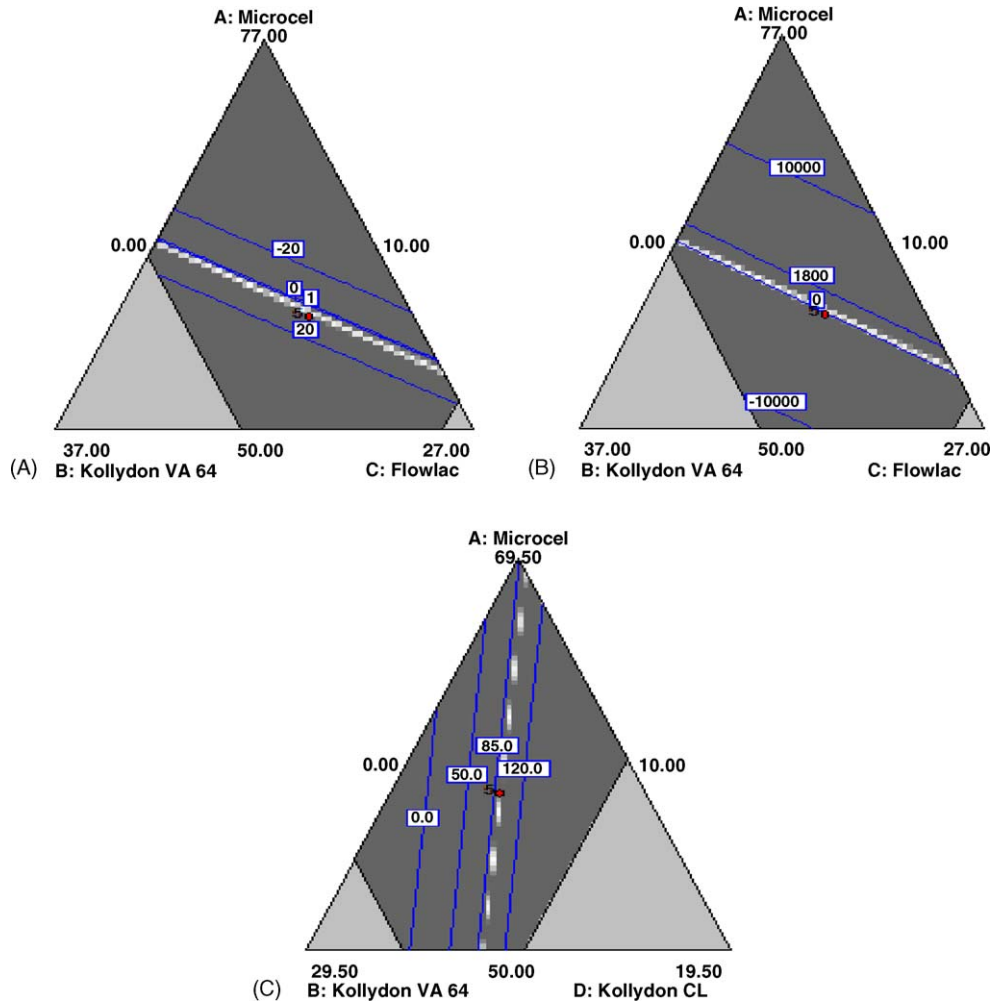 A: Microcel
77.00
0.00
10.00
-20
0
1
5
20
37.00
50.00
27.00
(A)
B: Kollydon VA 64
C: Flowlac
A: Microcel
77.00
10000
0.00
10.00
1800
0
5
-10000
37.00
50.00
27.00
(B)
B: Kollydon VA 64
C: Flowlac
A: Microcel
69.50
0.00
10.00
85.0
50.0
120.0
5
0.0
29.50
50.00
19.50
(C)
B: Kollydon VA 64
D: Kollydon CL